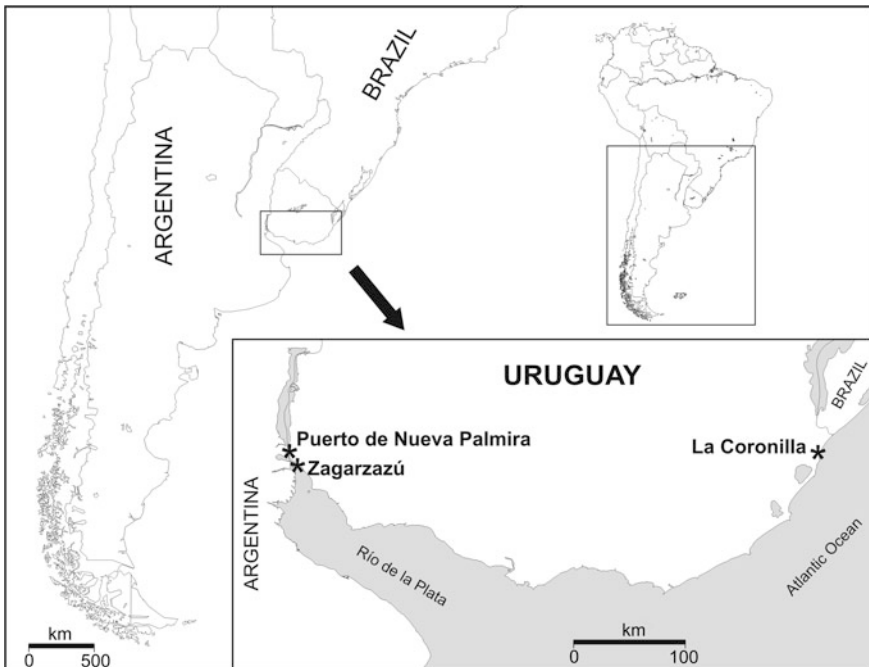 BRAZIL
ARGENTINA
URUGUAY
BRAZIL
Puerto de Nueva Palmira
La Coronilla
Zagarzazú
ARGENTINA
Río de la Plata
Atlantic Ocean
km
0 500
km
0 100